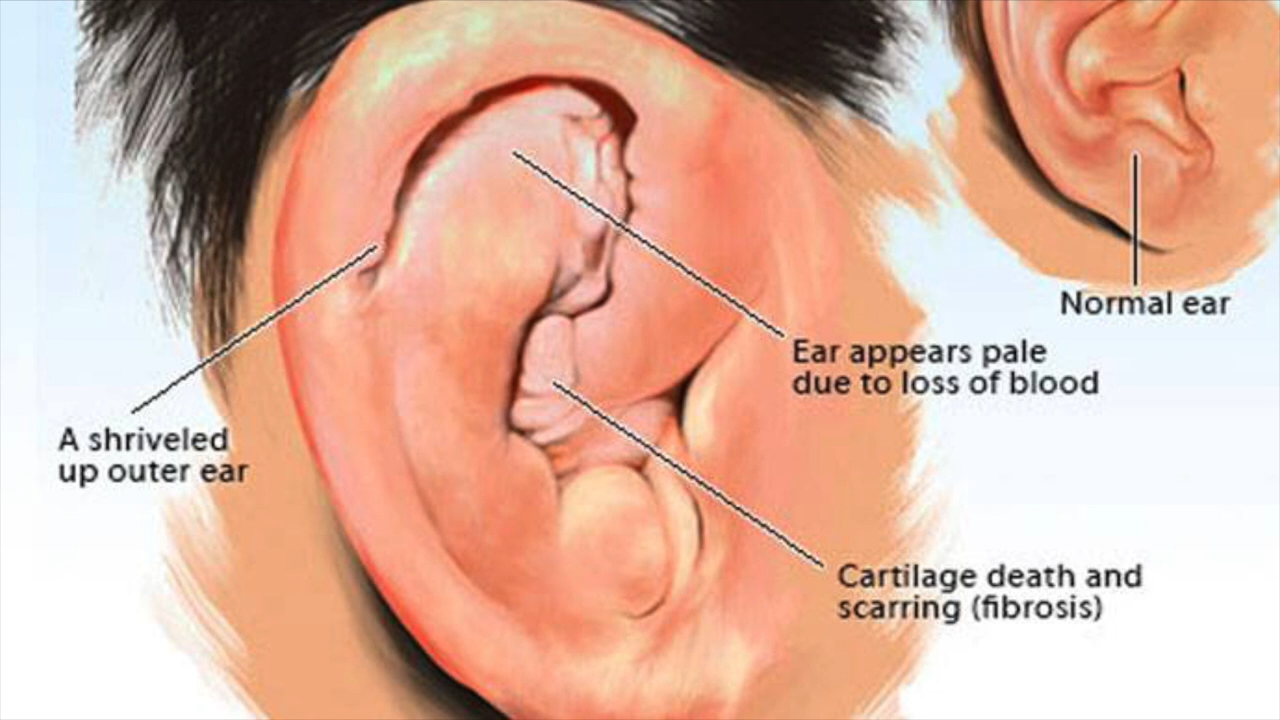 Normal ear
Ear appears pale
due to loss of blood
A shriveled
up outer ear
Cartilage death and
scarring (fibrosis)